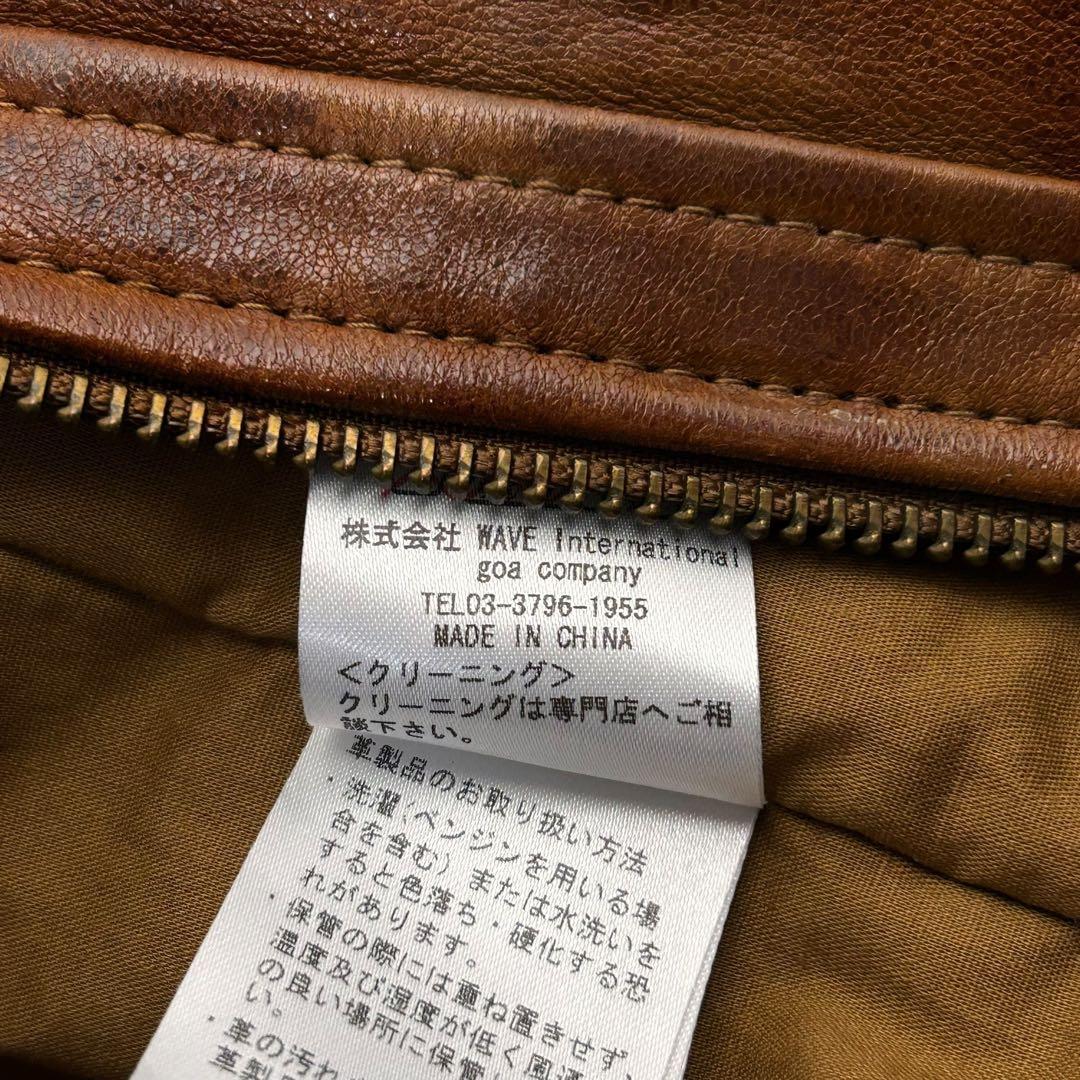 株式会社 WAVE International
goa company
TEL03-3796-1955
MADE IN CHINA
<クリーニング>
クリーニングは専門店へご相
談下さい。
革製品のお取り扱い方法
・洗濯(ベンジンを用いる場
合を含む)または水洗いを
すると色落ち・硬化する恐
れがあります。
・保管の際には重ね置きせず、
温度及び湿度が低く風通
の良い場所に保管
い。
・革の汚れ
革製